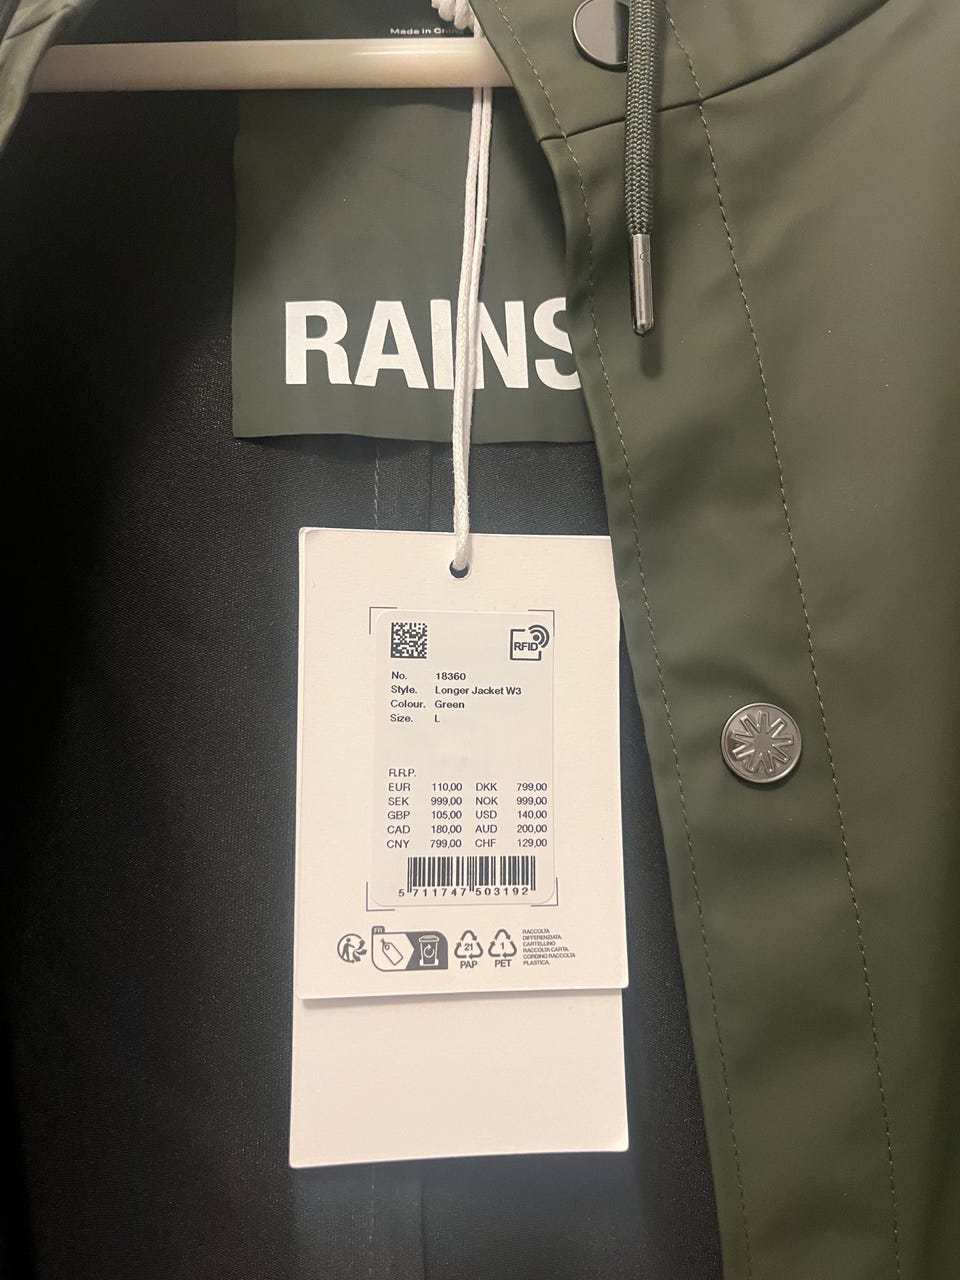 Made in China
RAINS
RFID
No. 18360
Style. Longer Jacket W3
Colour. Green
Size. L
R.R.P.
EUR 110,00 DKK 799,00
SEK 999,00 NOK 999,00
GBP 105,00 USD 140,00
CAD 180,00 AUD 200,00
CNY 799,00 CHF 129,00
5 711747 503192
FR
21
PAP
1
PET
RACCOLTA
DIFFERENZIATA.
CARTELLINO
RACCOLTA CARTA.
CORDINO RACCOLTA
PLASTICA.